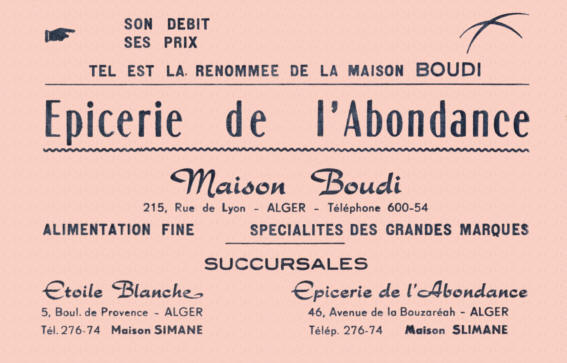 SON DEBIT
SES PRIX
TEL EST LA RENOMMEE DE LA MAISON BOUDI
Epicerie de l'Abondance
Maison Boudi
215, Rue de Lyon - ALGER - Téléphone 600-54
ALIMENTATION FINE SPECIALITES DES GRANDES MARQUES
SUCCURSALES
Etoile Blanche
5, Boul. de Provence - ALGER
Tél. 276-74 Maison SIMANE
Epicerie de l'Abondance
46, Avenue de la Bouzaréah - ALGER
Télép. 276-74 Maison SLIMANE